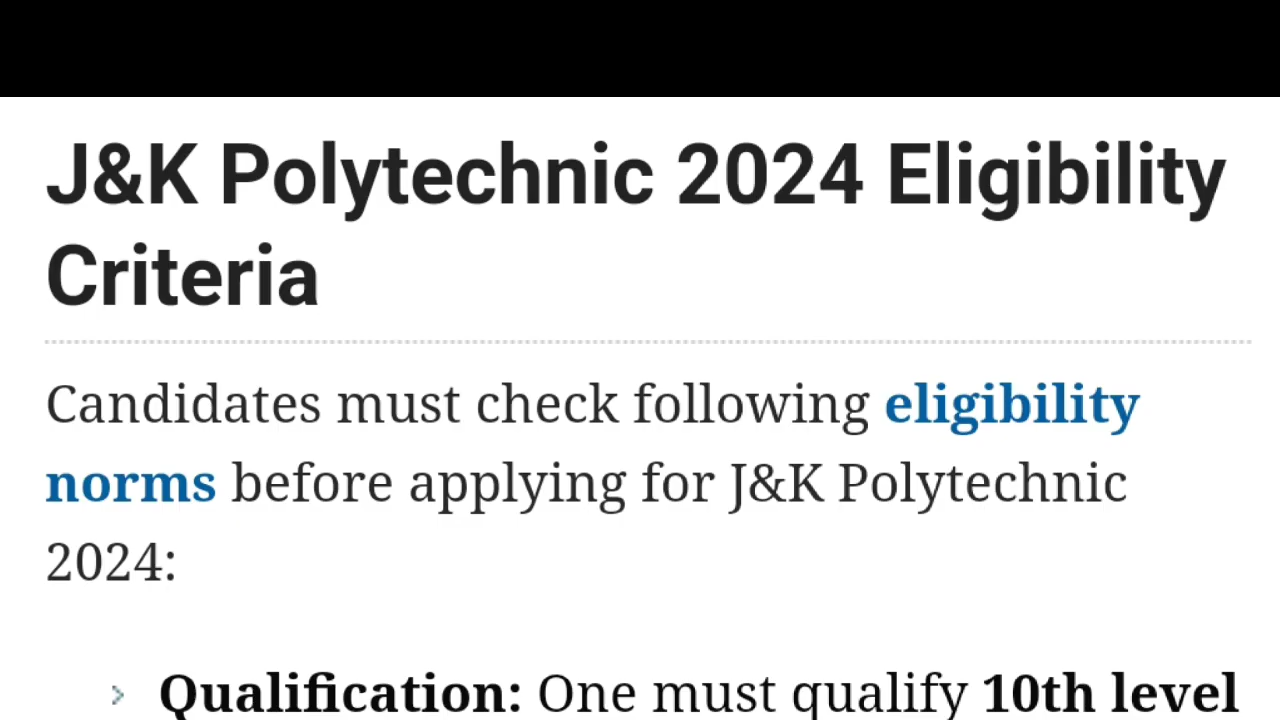 J&K Polytechnic 2024 Eligibility
Criteria
Candidates must check following eligibility
norms before applying for J&K Polytechnic
2024:
Qualification: One must qualify 10th level